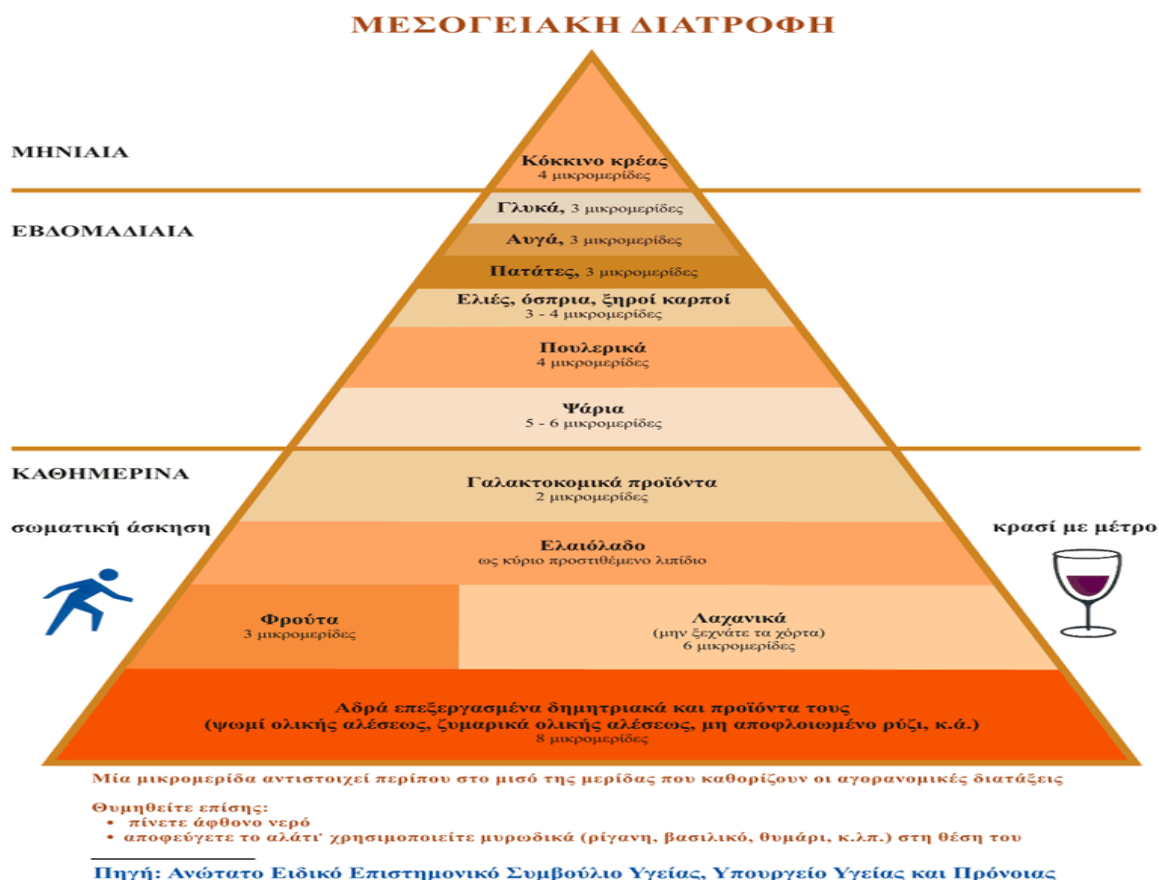 ΜΕΣΟΓΕΙΑΚΗ ΔΙΑΤΡΟΦΗ
ΜΗΝΙΑΙΑ
Κόκκινο κρέας
4 μικρομερίδες
ΕΒΔΟΜΑΔΙΑΙΑ
Γλυκά, 3 μικρομερίδες
Αυγά, 3 μικρομερίδες
Πατάτες, 3 μικρομερίδες
Ελιές, όσπρια, ξηροί καρποί
3 - 4 μικρομερίδες
Πουλερικά
4 μικρομερίδες
Ψάρια
5 - 6 μικρομερίδες
ΚΑΘΗΜΕΡΙΝΑ
Γαλακτοκομικά προϊόντα
2 μικρομερίδες
σωματική άσκηση
κρασί με μέτρο
Ελαιόλαδο
ως κύριο προστιθέμενο λιπίδιο
Φρούτα
3 μικρομερίδες
Λαχανικά
(μην ξεχνάτε τα χόρτα)
6 μικρομερίδες
Αδρά επεξεργασμένα δημητριακά και προϊόντα τους
(ψωμί ολικής αλέσεως, ζυμαρικά ολικής αλέσεως, μη αποφλοιωμένο ρύζι, κ.ά.)
8 μικρομερίδες
Μία μικρομερίδα αντιστοιχεί περίπου στο μισό της μερίδας που καθορίζουν οι αγορανομικές διατάξεις
Θυμηθείτε επίσης:
• πίνετε άφθονο νερό
• αποφεύγετε το αλάτι· χρησιμοποιείτε μυρωδικά (ρίγανη, βασιλικό, θυμάρι, κ.λπ.) στη θέση του
Πηγή: Ανώτατο Ειδικό Επιστημονικό Συμβούλιο Υγείας, Υπουργείο Υγείας και Πρόνοιας